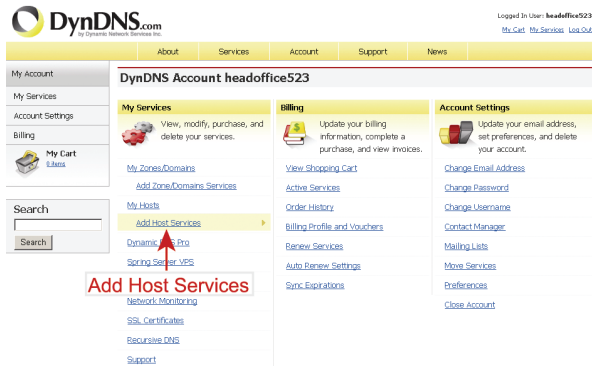 DynDNS.com
by Dynamic Network Services Inc.
Logged In User: headoffice523
My Cart My Services Log Out
About Services Account Support News
My Account
My Services
Account Settings
Billing
My Cart
0 items
Search
Search
DynDNS Account headoffice523
My Services
View, modify, purchase, and
delete your services.
My Zones/Domains
Add Zone/Domains Services
My Hosts
Add Host Services
Dynamic Pro
Spring Server VPS
Add Host Services
Network Monitoring
SSL Certificates
Recursive DNS
Support
Billing
Update your billing
information, complete a
purchase, and view invoices.
View Shopping Cart
Active Services
Order History
Billing Profile and Vouchers
Renew Services
Auto Renew Settings
Sync Expirations
Account Settings
Update your email address,
set preferences, and delete
your account.
Change Email Address
Change Password
Change Username
Contact Manager
Mailing Lists
Move Services
Preferences
Close Account